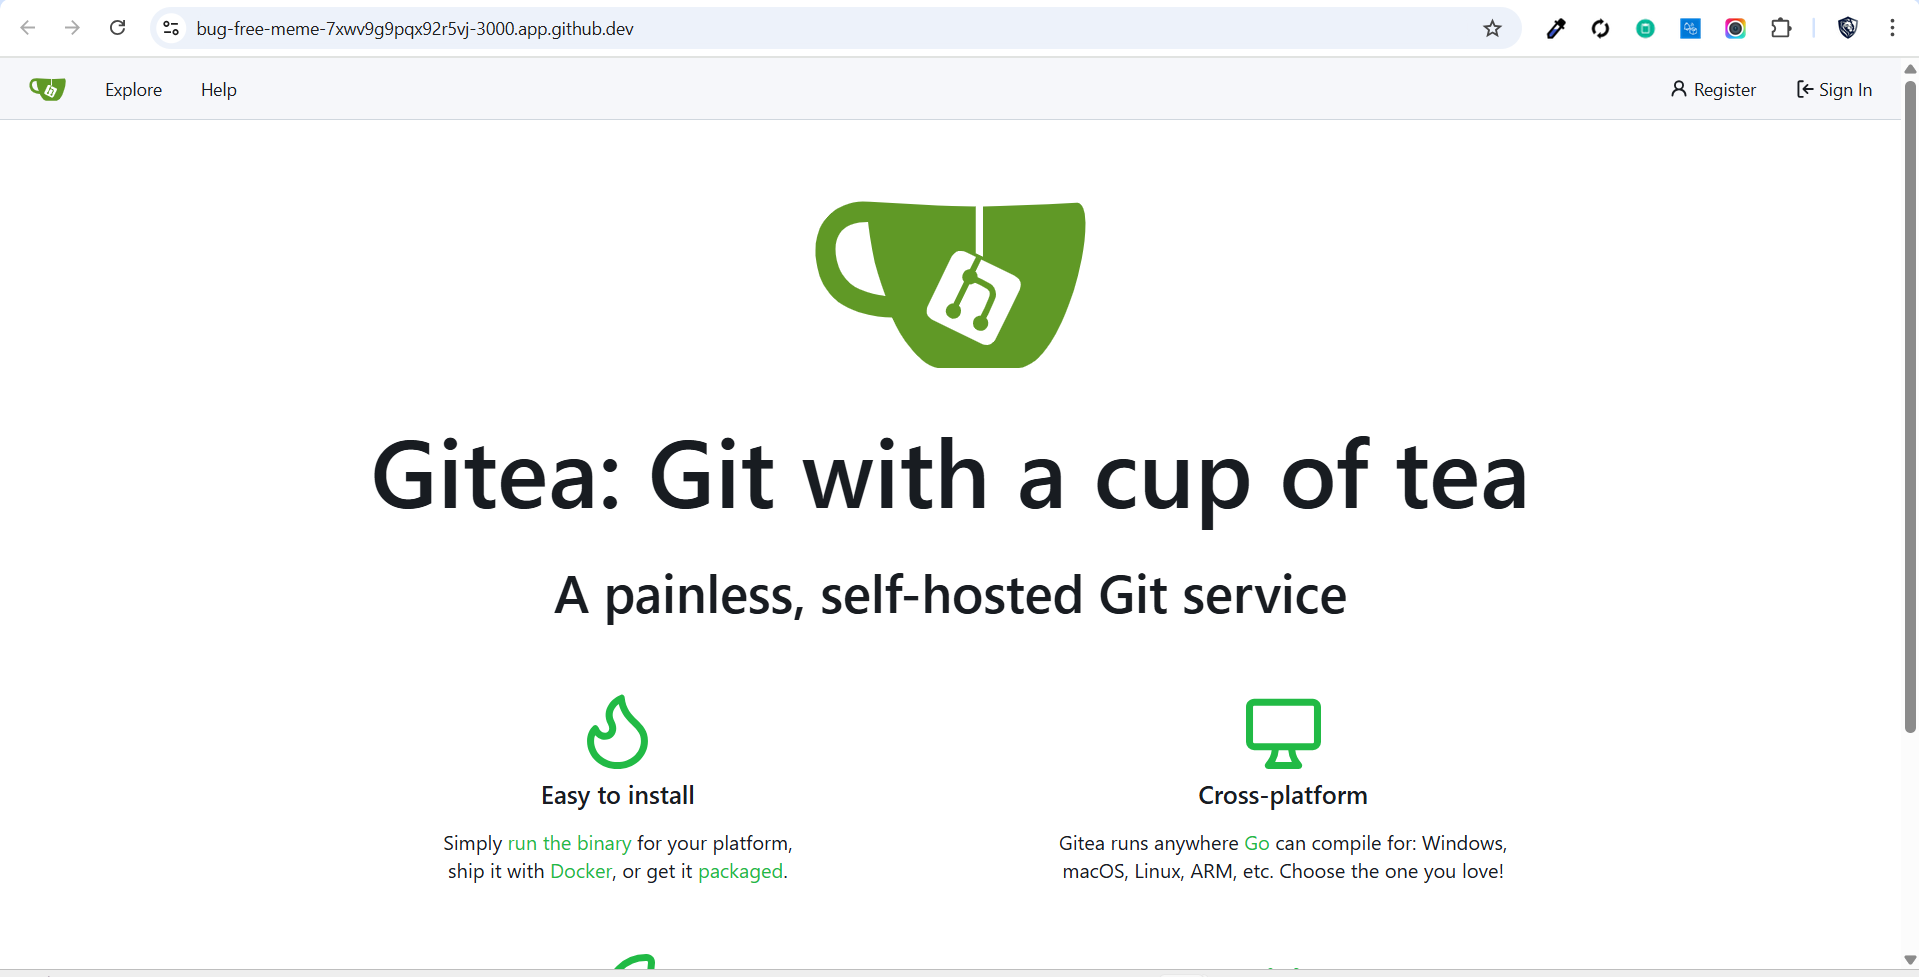 bug-free-meme-7xwv9g9pqx92r5vj-3000.app.github.dev
Explore Help Register Sign In
Gitea: Git with a cup of tea
A painless, self-hosted Git service
Easy to install
Simply run the binary for your platform,
ship it with Docker, or get it packaged.
Cross-platform
Gitea runs anywhere Go can compile for: Windows,
macOS, Linux, ARM, etc. Choose the one you love!